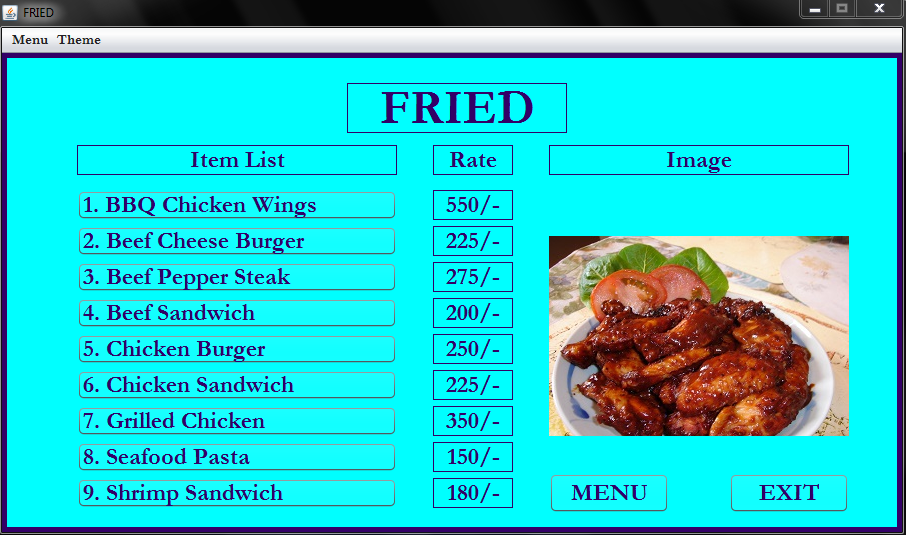 FRIED
Menu Theme
FRIED
Item List Rate Image
1. BBQ Chicken Wings 550/-
2. Beef Cheese Burger 225/-
3. Beef Pepper Steak 275/-
4. Beef Sandwich 200/-
5. Chicken Burger 250/-
6. Chicken Sandwich 225/-
7. Grilled Chicken 350/-
8. Seafood Pasta 150/-
9. Shrimp Sandwich 180/-
MENU EXIT